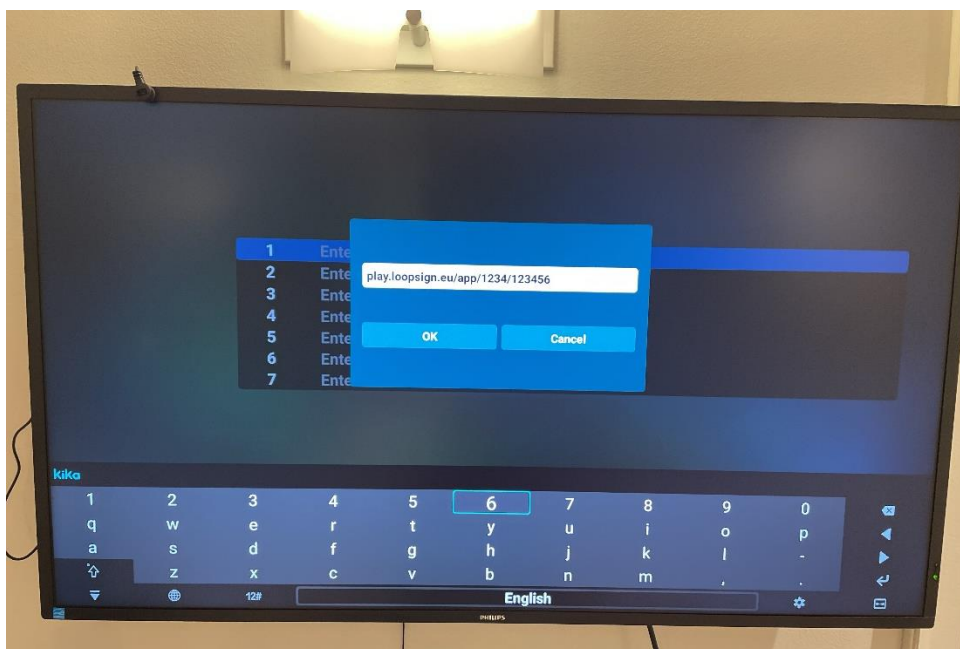 1 Ente
2 Ente
play.loopsign.eu/app/1234/123456
3 Ente
4 Ente
5 Ente
OK Cancel
6 Ente
7 Ente
kika
1 2 3 4 5 6 7 8 9 0
q w e r t y u i o p
a s d f g h j k l -
z x c v b n m , .
12# English
PHILIPS